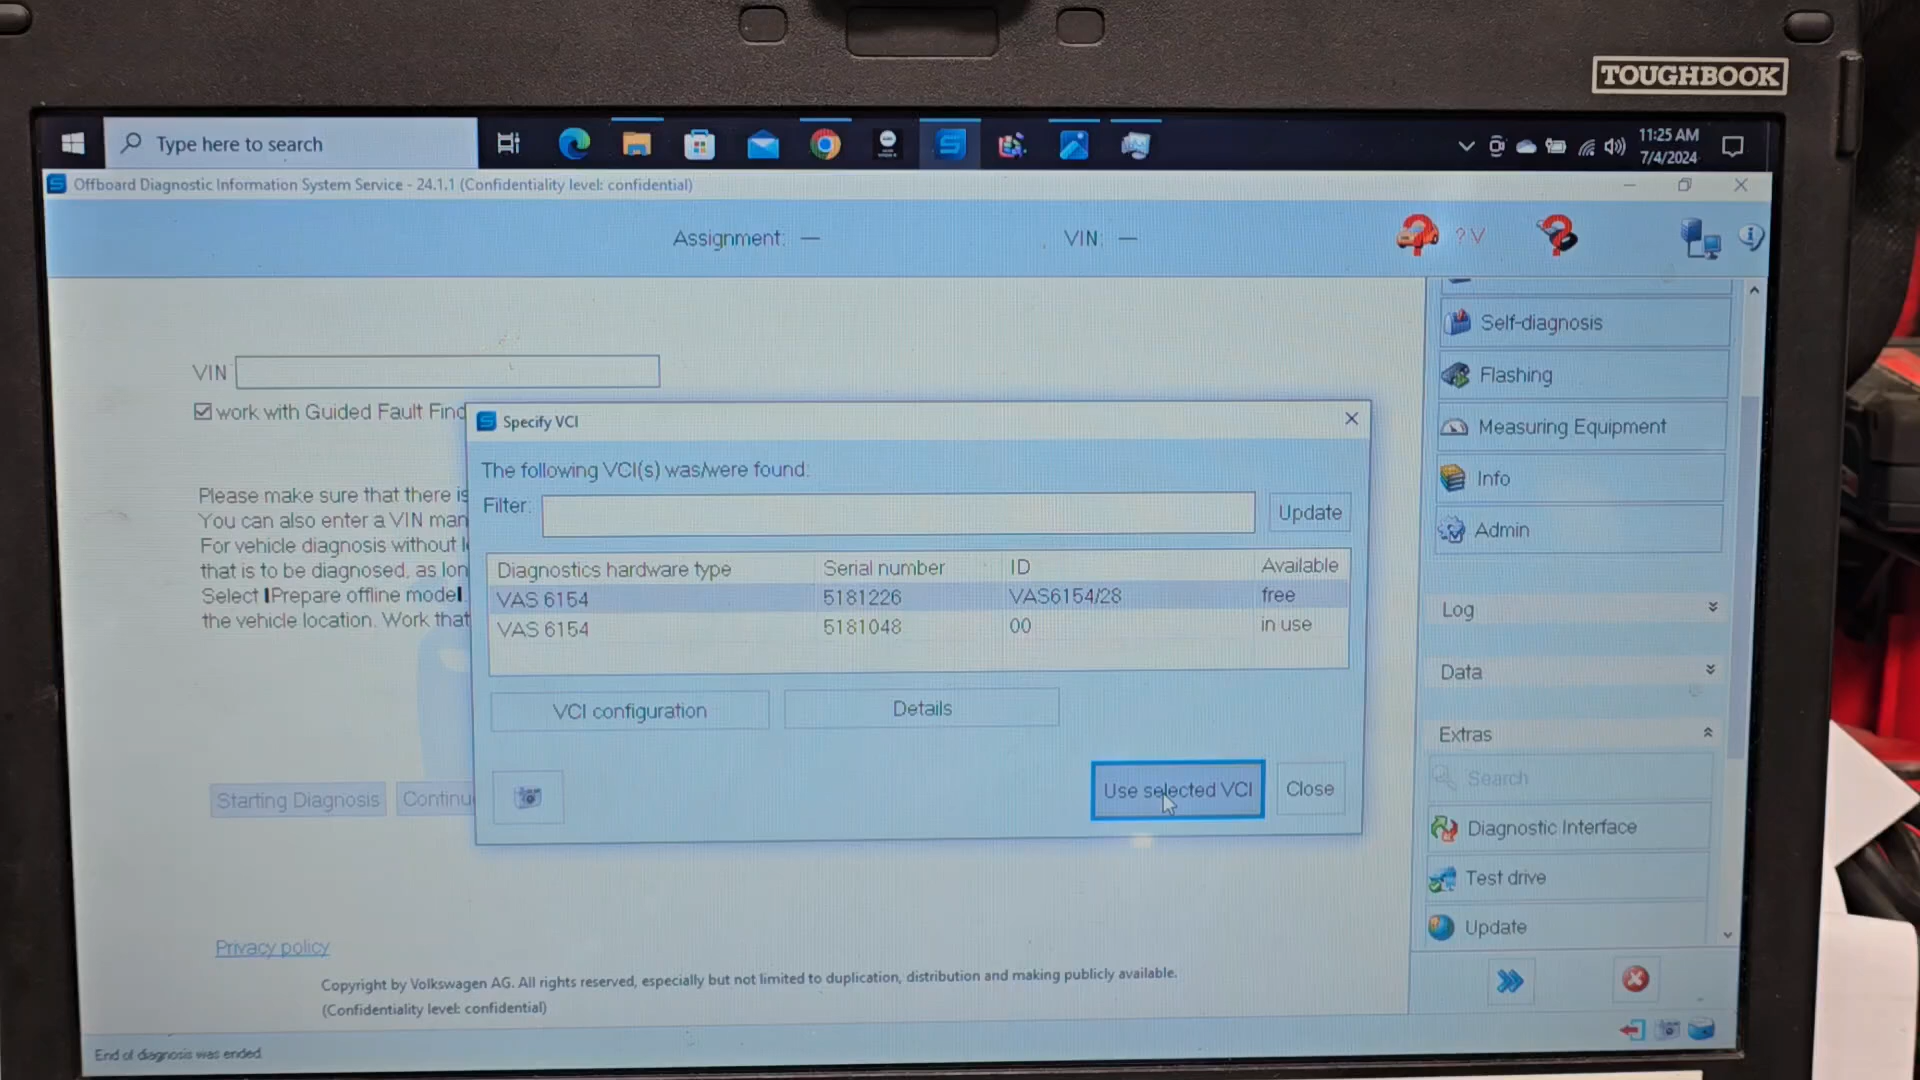 TOUGHBOOK
Type here to search
11:25 AM
7/4/2024
Offboard Diagnostic Information System Service - 24.1.1 (Confidentiality level: confidential)
Assignment: —
VIN: —
? V
VIN
work with Guided Fault Find
Please make sure that there is
You can also enter a VIN man
For vehicle diagnosis without l
that is to be diagnosed, as lon
Select [Prepare offline mode].
the vehicle location. Work that
Starting Diagnosis
Continu
Specify VCI
The following VCI(s) was/were found:
Filter:
Update
Diagnostics hardware type Serial number ID Available
VAS 6154 5181226 VAS6154/28 free
VAS 6154 5181048 00 in use
VCI configuration
Details
Use selected VCI
Close
Self-diagnosis
Flashing
Measuring Equipment
Info
Admin
Log
Data
Extras
Search
Diagnostic Interface
Test drive
Update
Privacy policy
Copyright by Volkswagen AG. All rights reserved, especially but not limited to duplication, distribution and making publicly available.
(Confidentiality level: confidential)
End of diagnosis was ended